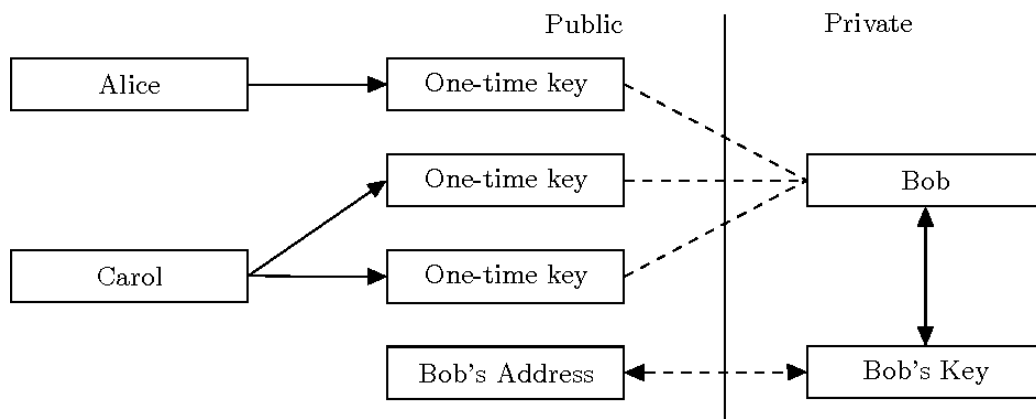 Public
Private
Alice
One-time key
One-time key
Bob
Carol
One-time key
Bob's Address
Bob's Key